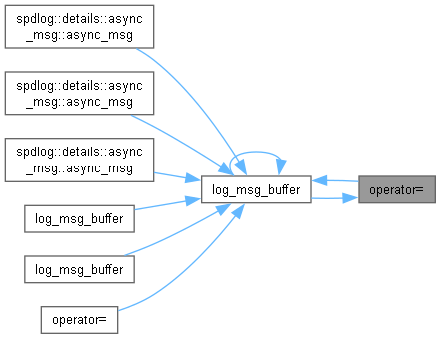 spdlog::details::async
_msg::async_msg
spdlog::details::async
_msg::async_msg
spdlog::details::async
_msg::async_msg
log_msg_buffer
operator=
log_msg_buffer
log_msg_buffer
operator=